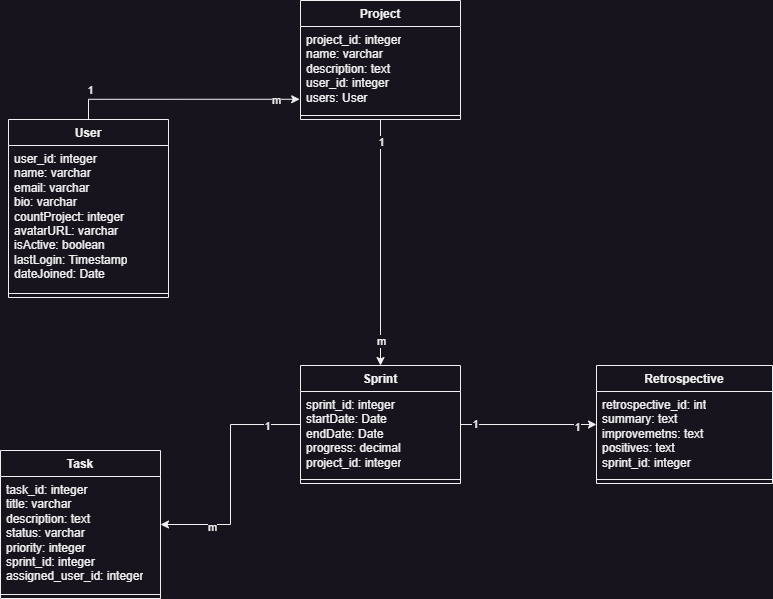 Project
project_id: integer
name: varchar
description: text
user_id: integer
users: User
1
m
User
user_id: integer
name: varchar
email: varchar
bio: varchar
countProject: integer
avatarURL: varchar
isActive: boolean
lastLogin: Timestamp
dateJoined: Date
1
m
Sprint
sprint_id: integer
startDate: Date
endDate: Date
progress: decimal
project_id: integer
1
1
Retrospective
retrospective_id: int
summary: text
improvemetns: text
positives: text
sprint_id: integer
1
m
Task
task_id: integer
title: varchar
description: text
status: varchar
priority: integer
sprint_id: integer
assigned_user_id: integer